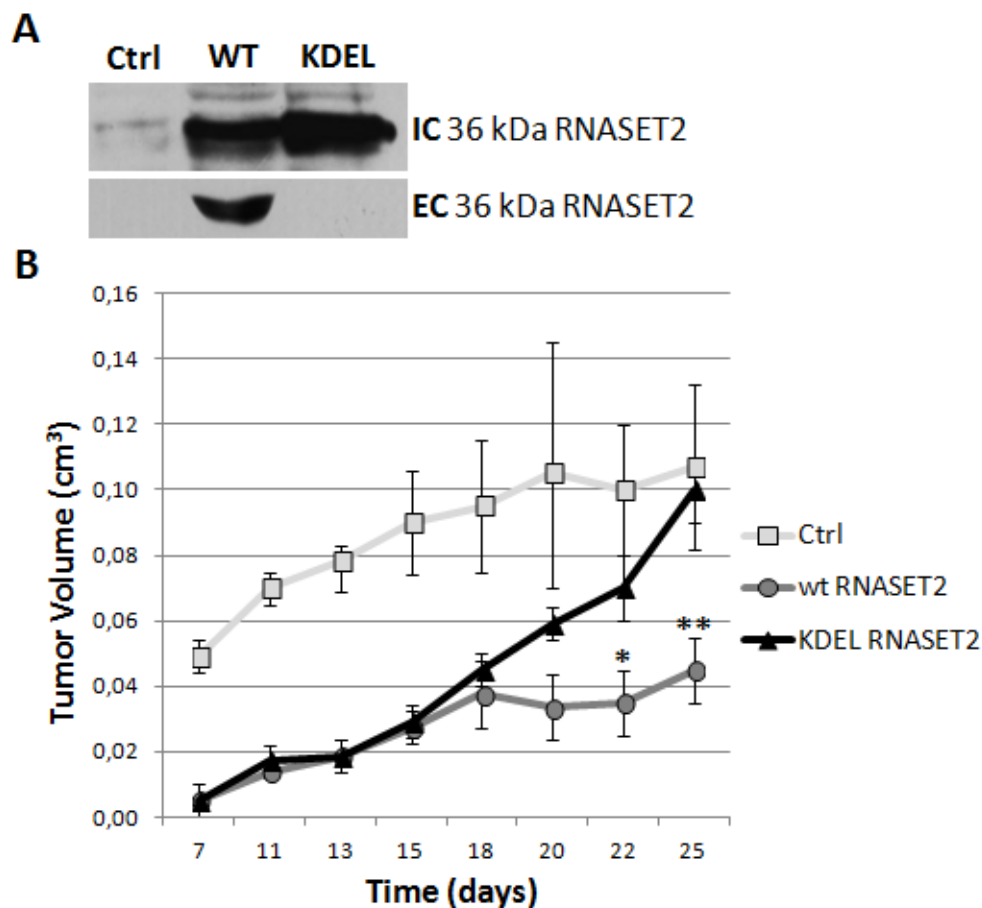 A
Ctrl WT KDEL
IC 36 kDa RNASET2
EC 36 kDa RNASET2
B
0,16
0,14
0,12
0,10
0,08
0,06
0,04
0,02
0,00
Tumor Volume (cm³)
* **
7 11 13 15 18 20 22 25
Time (days)
Ctrl
wt RNASET2
KDEL RNASET2